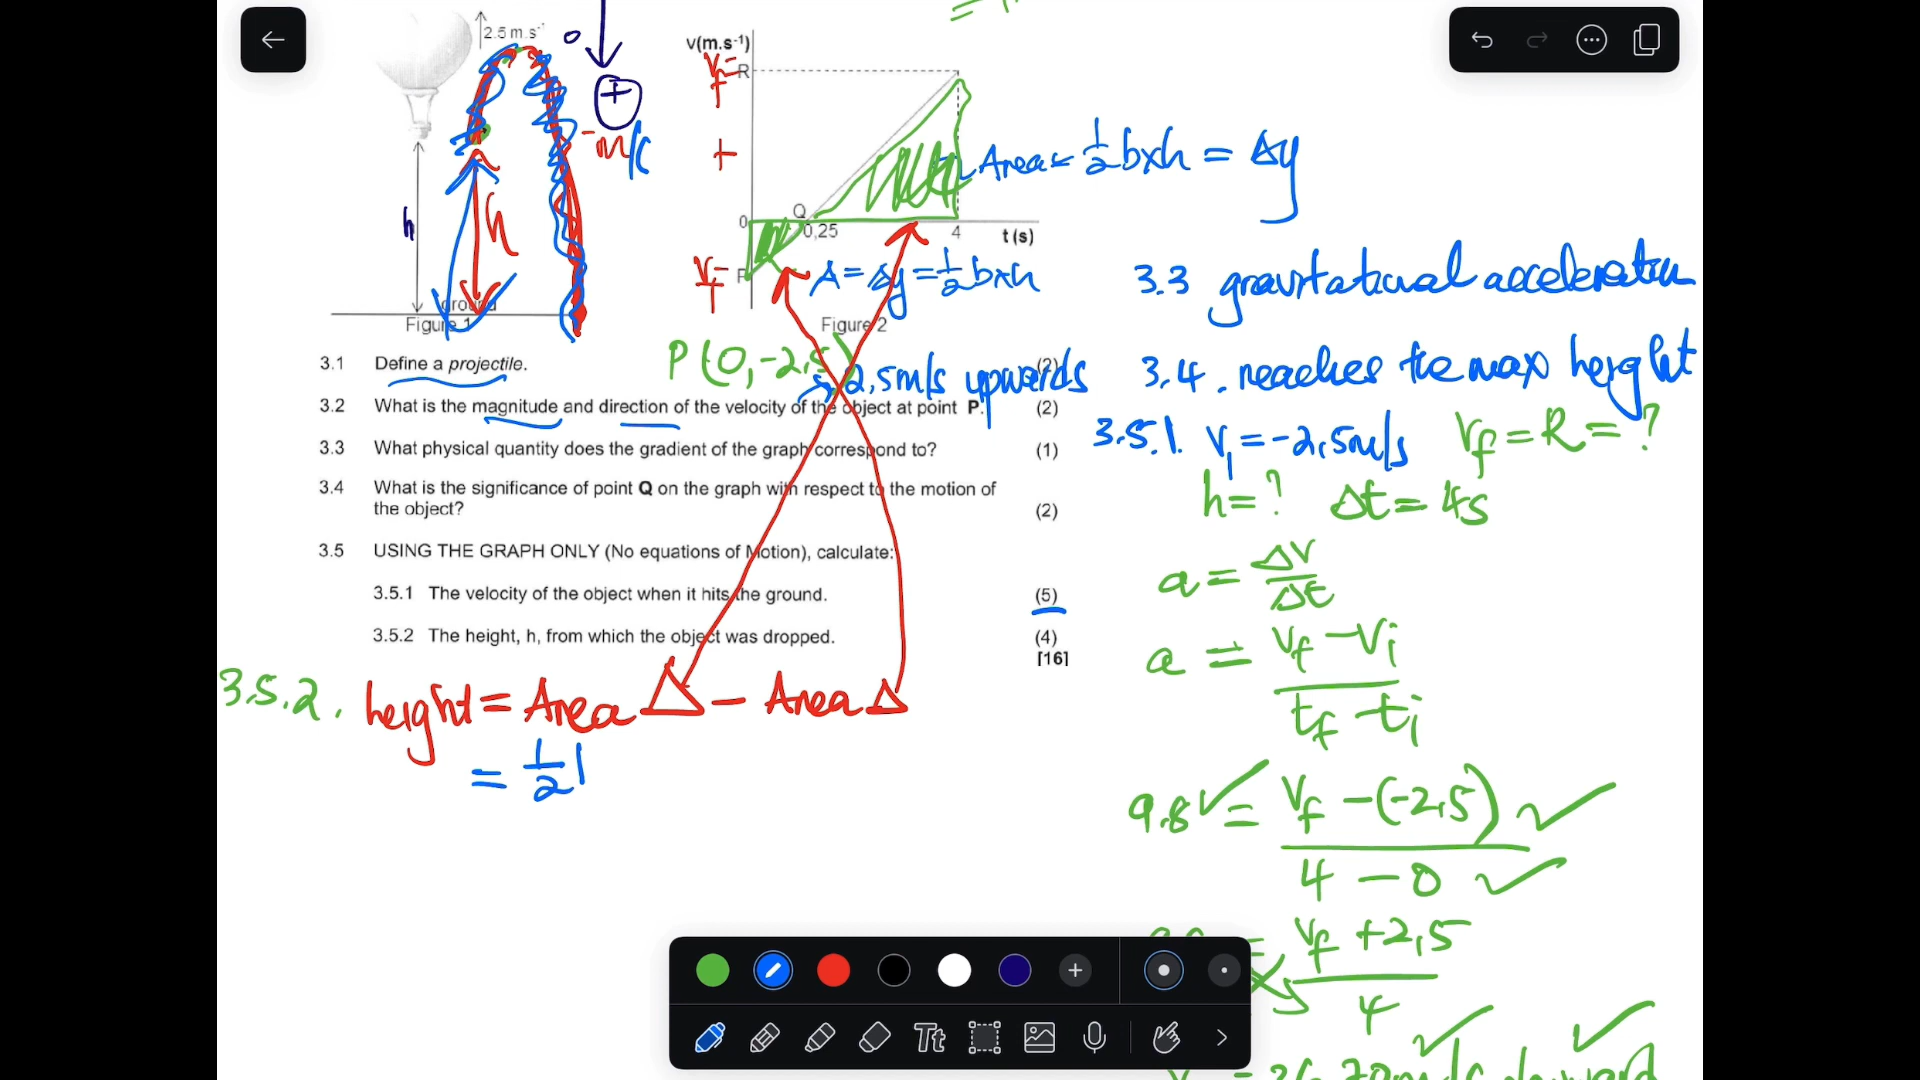 2.5 m.s⁻¹
0
+
-m/s
h
h
ground
Figure 1
v(m.s⁻¹)
Vf = R
+
Q
0
0,25
4
t (s)
Vi = P
Figure 2
Area = 1/2 b×h = Δy
A = Δy = 1/2 b×h
P(0, -2,5)
2,5m/s upwards
3.1 Define a projectile. (2)
3.2 What is the magnitude and direction of the velocity of the object at point P. (2)
3.3 What physical quantity does the gradient of the graph correspond to? (1)
3.4 What is the significance of point Q on the graph with respect to the motion of
the object? (2)
3.5 USING THE GRAPH ONLY (No equations of Motion), calculate:
3.5.1 The velocity of the object when it hits the ground. (5)
3.5.2 The height, h, from which the object was dropped. (4)
[16]
3.5.2. height = Area Δ - Area Δ
= 1/2
3.3 gravitational acceleration
3.4. reaches the max height
3.5.1. Vi = -2,5m/s Vf = R = ?
h = ? Δt = 4s
a = ΔV/Δt
a = Vf - Vi / tf - ti
9.8 = Vf - (-2,5) / 4 - 0
= Vf + 2,5 / 4